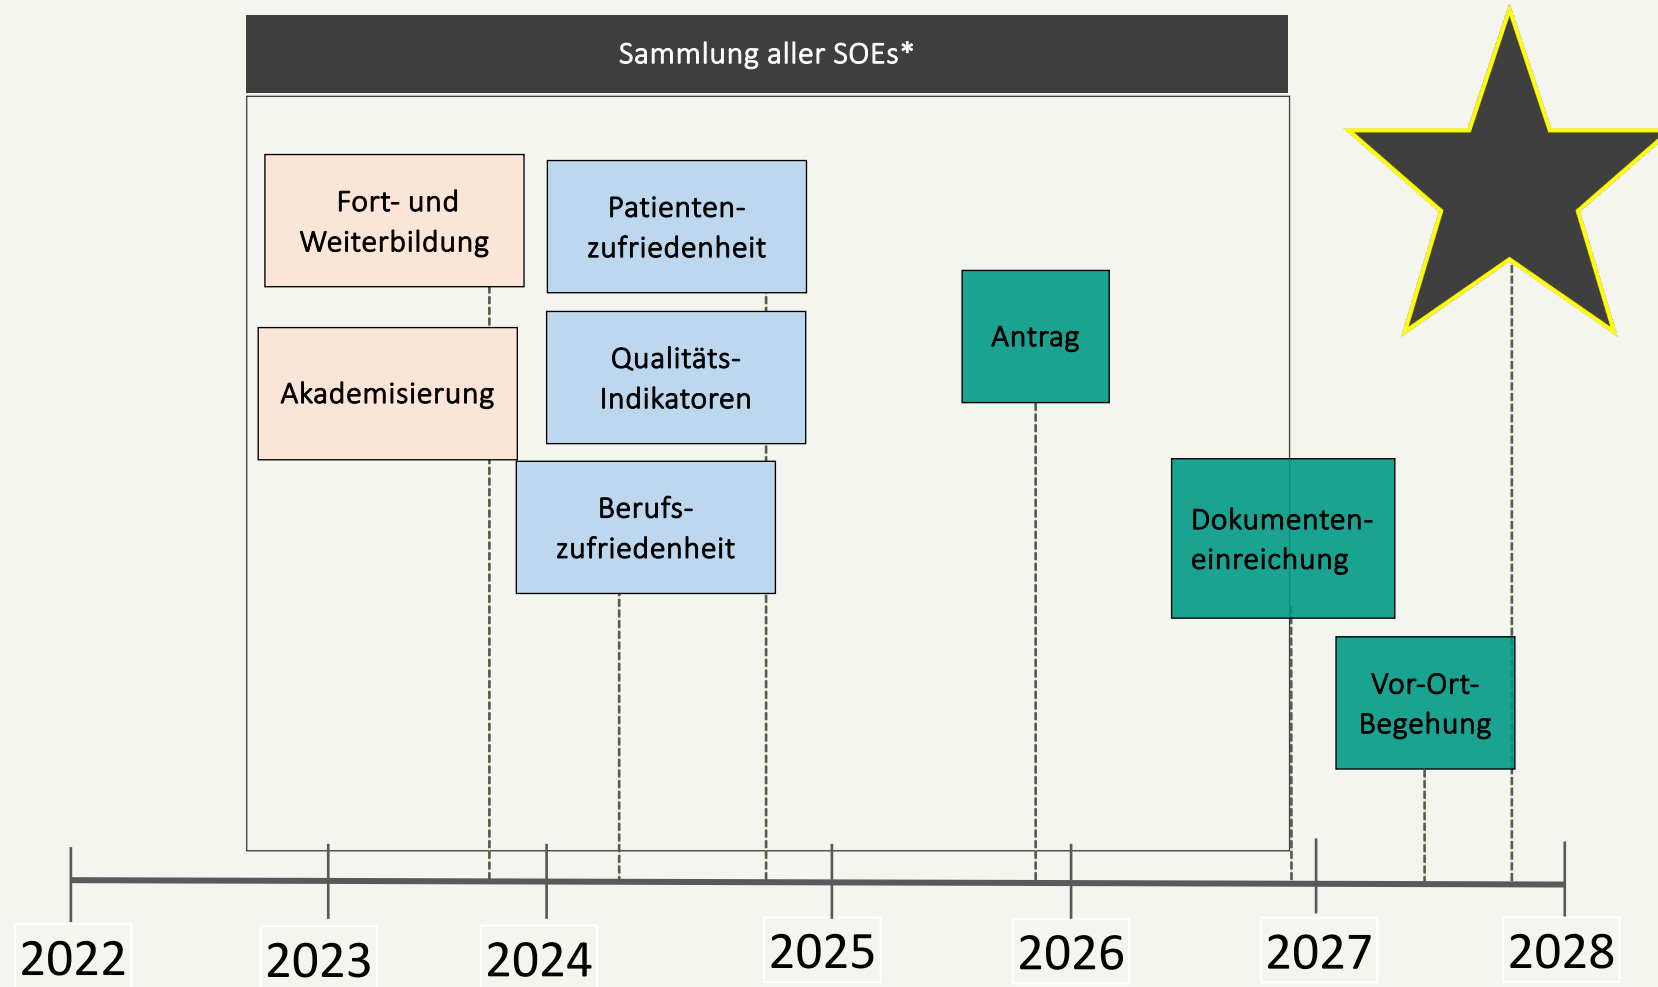 Sammlung aller SOEs*
Fort- und
Weiterbildung
Patienten-
zufriedenheit
Akademisierung
Qualitäts-
Indikatoren
Antrag
Berufs-
zufriedenheit
Dokumenten-
einreichung
Vor-Ort-
Begehung
2022
2023
2024
2025
2026
2027
2028